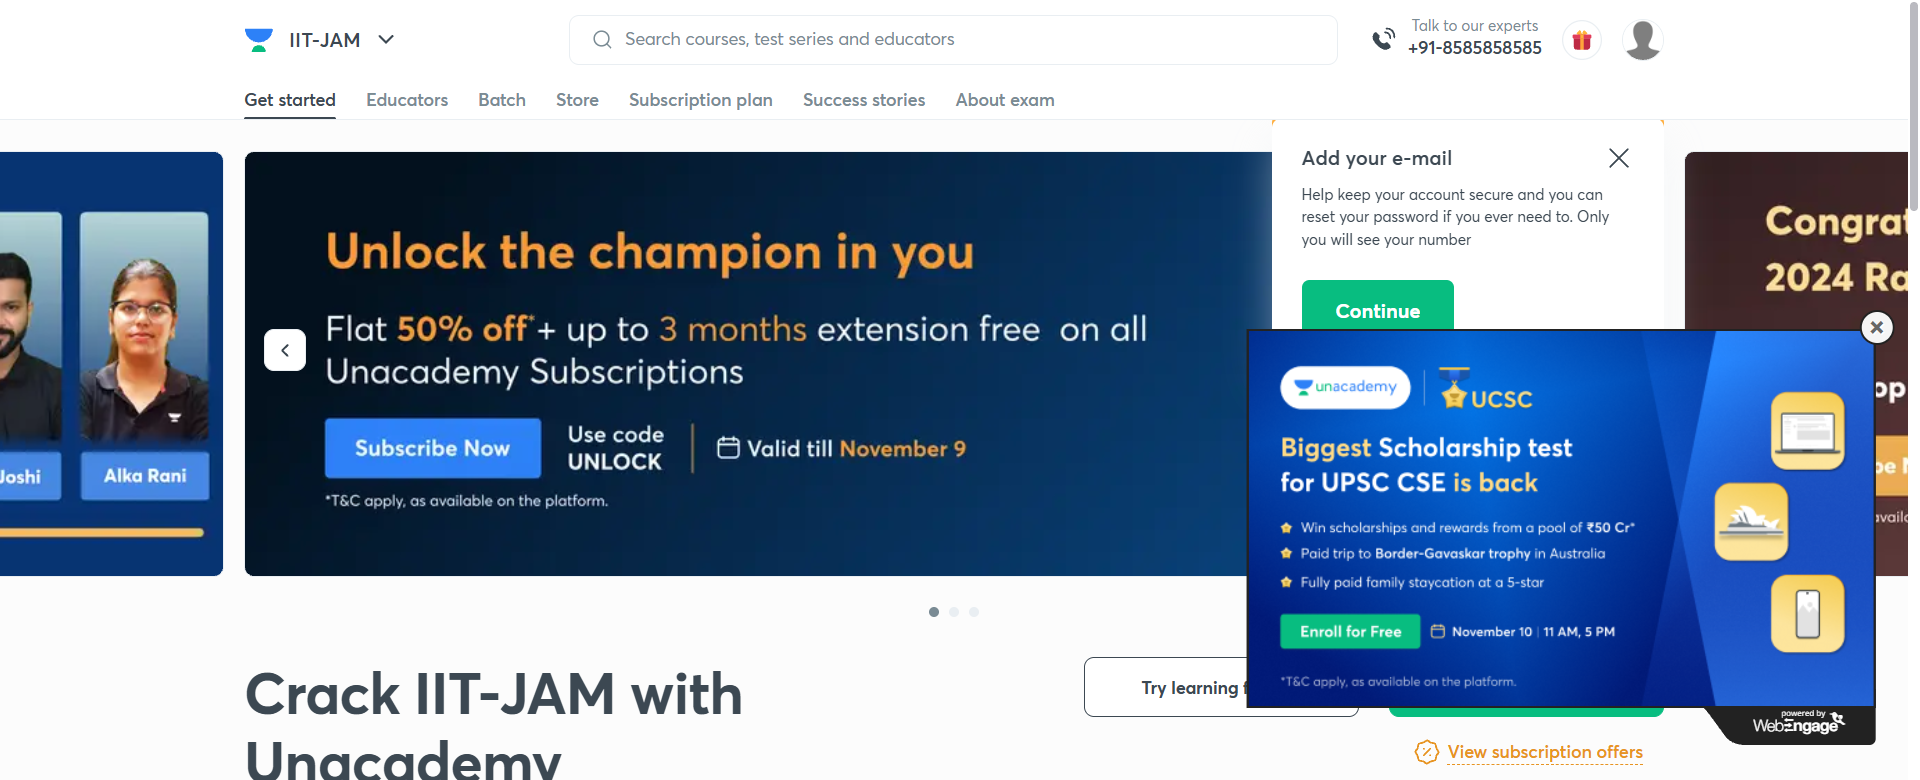 IIT-JAM
Search courses, test series and educators
Talk to our experts
+91-8585858585
Get started
Educators
Batch
Store
Subscription plan
Success stories
About exam
Joshi
Alka Rani
Unlock the champion in you
Flat 50% off*+ up to 3 months extension free on all
Unacademy Subscriptions
Subscribe Now
Use code
UNLOCK
Valid till November 9
*T&C apply, as available on the platform.
Add your e-mail
Help keep your account secure and you can
reset your password if you ever need to. Only
you will see your number
Continue
Congrat
2024 Ra
unacademy
UCSC
Biggest Scholarship test
for UPSC CSE is back
Win scholarships and rewards from a pool of ₹50 Cr*
Paid trip to Border-Gavaskar trophy in Australia
Fully paid family staycation at a 5-star
Enroll for Free
November 10 | 11 AM, 5 PM
*T&C apply, as available on the platform.
powered by
WebEngage
Crack IIT-JAM with
Unacademy
Try learning
View subscription offers